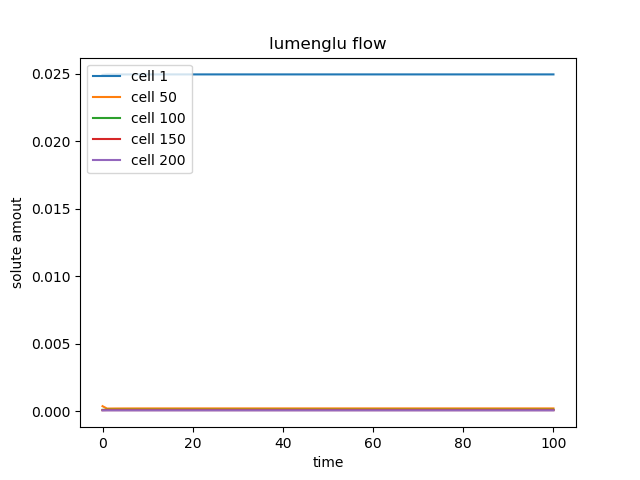 lumenglu flow
0.025
0.020
0.015
0.010
0.005
0.000
solute amout
cell 1
cell 50
cell 100
cell 150
cell 200
0
20
40
60
80
100
time